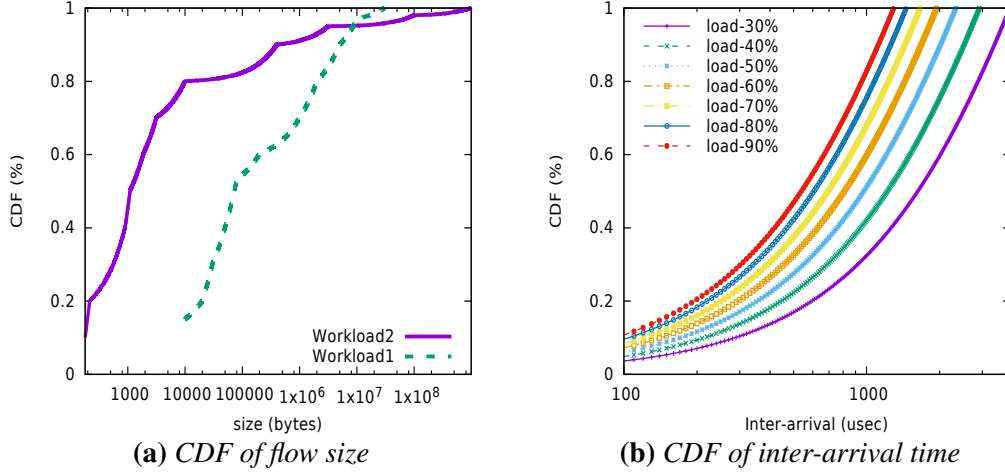 1
0.8
0.6
0.4
0.2
0
CDF (%)
1000 10000 100000 1x10^6 1x10^7 1x10^8
size (bytes)
Workload2
Workload1
(a) CDF of flow size
1
0.8
0.6
0.4
0.2
0
CDF (%)
load-30%
load-40%
load-50%
load-60%
load-70%
load-80%
load-90%
100 1000
Inter-arrival (usec)
(b) CDF of inter-arrival time